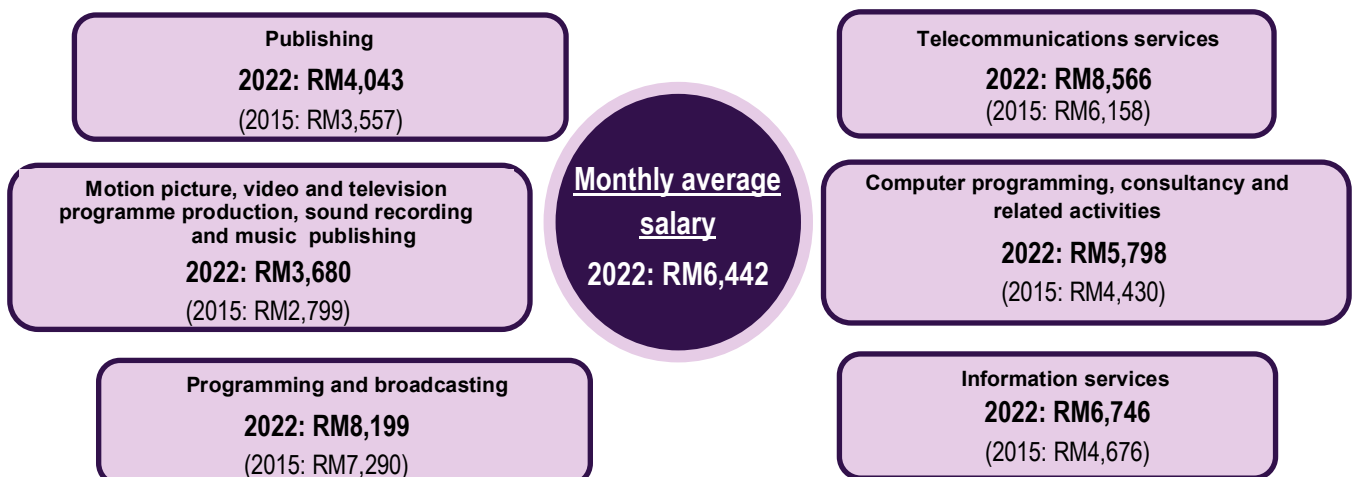 Publishing
2022: RM4,043
(2015: RM3,557)
Motion picture, video and television
programme production, sound recording
and music publishing
2022: RM3,680
(2015: RM2,799)
Programming and broadcasting
2022: RM8,199
(2015: RM7,290)
Monthly average
salary
2022: RM6,442
Telecommunications services
2022: RM8,566
(2015: RM6,158)
Computer programming, consultancy and
related activities
2022: RM5,798
(2015: RM4,430)
Information services
2022: RM6,746
(2015: RM4,676)